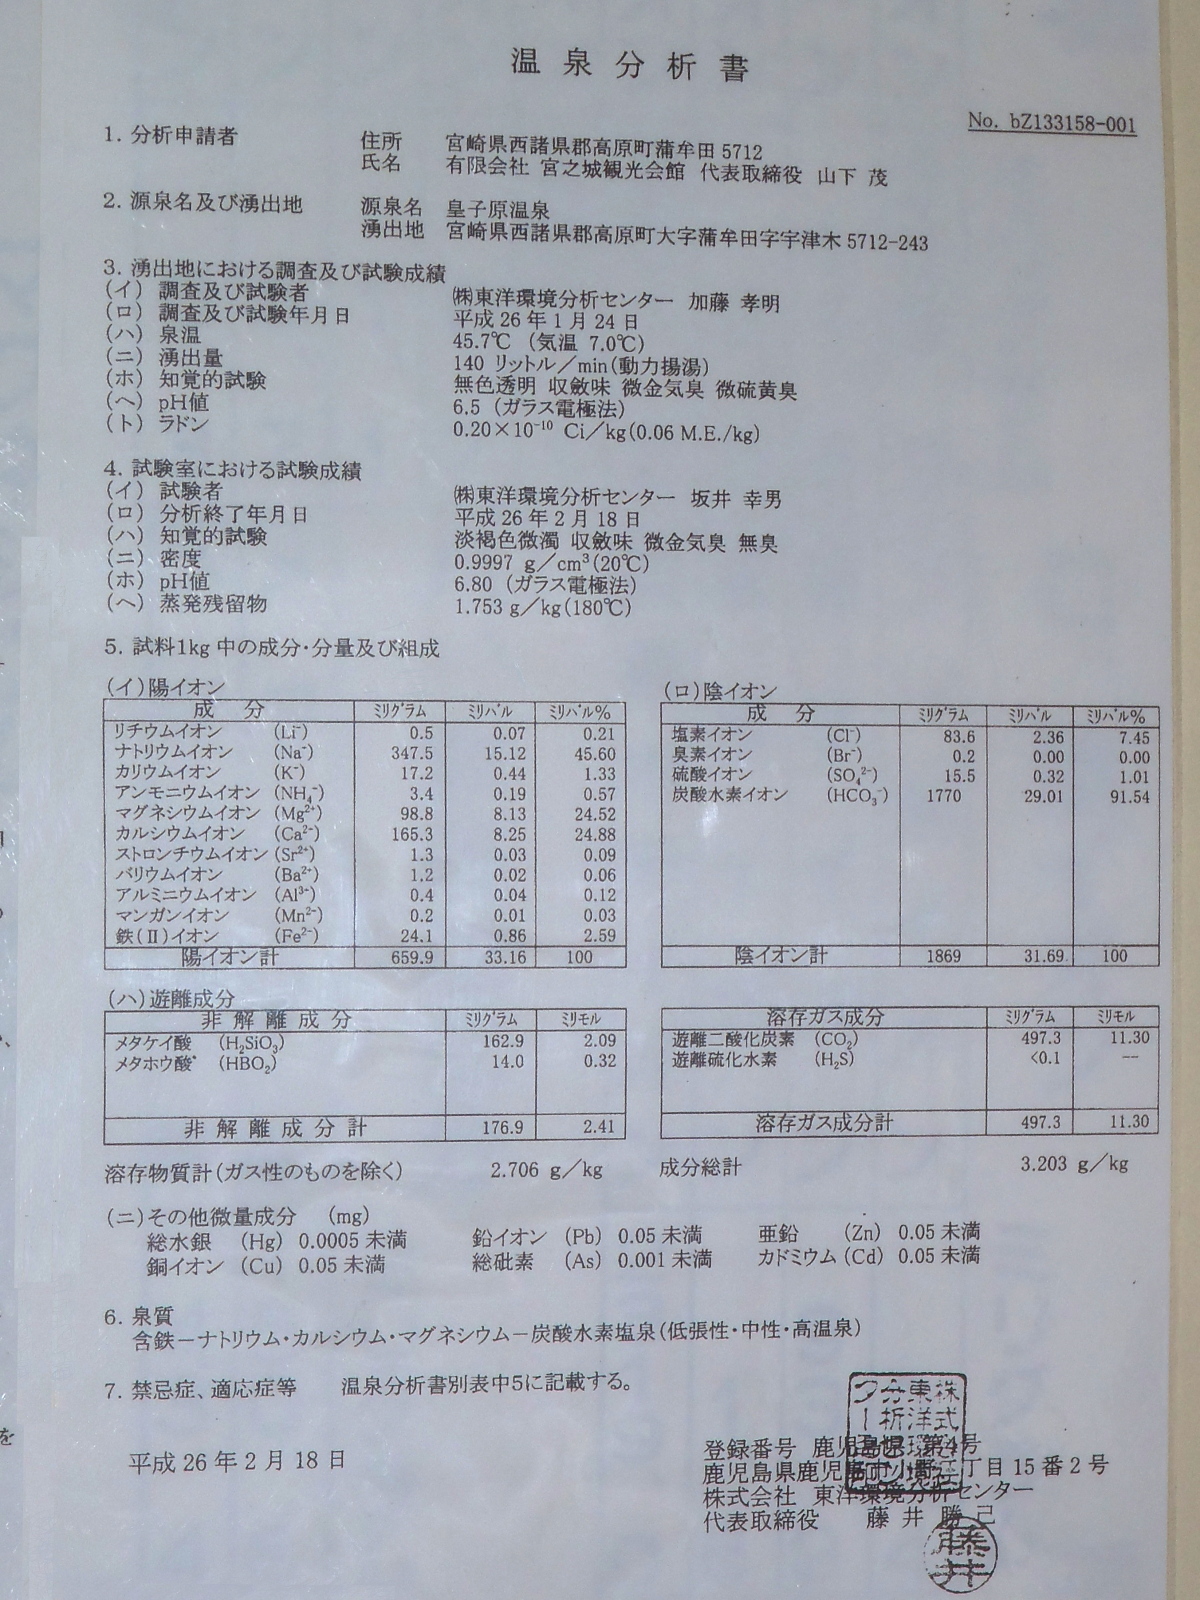 温泉分析書
No. bZ133158-001
1. 分析申請者 住所 宮崎県西諸県郡高原町蒲牟田 5712
氏名 有限会社 宮之城観光会館 代表取締役 山下 茂
2. 源泉名及び湧出地 源泉名 皇子原温泉
湧出地 宮崎県西諸県郡高原町大字蒲牟田字宇津木 5712-243
3. 湧出地における調査及び試験成績
(イ) 調査及び試験者 ㈱東洋環境分析センター 加藤 孝明
(ロ) 調査及び試験年月日 平成 26 年 1 月 24 日
(ハ) 泉温 45.7℃ (気温 7.0℃)
(ニ) 湧出量 140 リットル／min(動力揚湯)
(ホ) 知覚的試験 無色透明 収斂味 微金気臭 微硫黄臭
(ヘ) pH値 6.5 (ガラス電極法)
(ト) ラドン 0.20×10⁻¹⁰ Ci／kg(0.06 M.E./kg)
4. 試験室における試験成績
(イ) 試験者 ㈱東洋環境分析センター 坂井 幸男
(ロ) 分析終了年月日 平成 26 年 2 月 18 日
(ハ) 知覚的試験 淡褐色微濁 収斂味 微金気臭 無臭
(ニ) 密度 0.9997 g／cm³(20℃)
(ホ) pH値 6.80 (ガラス電極法)
(ヘ) 蒸発残留物 1.753 g／kg(180℃)
5. 試料1kg 中の成分・分量及び組成
(イ)陽イオン
成分 ﾐﾘｸﾞﾗﾑ ﾐﾘﾊﾞﾙ ﾐﾘﾊﾞﾙ%
リチウムイオン (Li⁻) 0.5 0.07 0.21
ナトリウムイオン (Na⁻) 347.5 15.12 45.60
カリウムイオン (K⁻) 17.2 0.44 1.33
アンモニウムイオン (NH₄⁻) 3.4 0.19 0.57
マグネシウムイオン (Mg²⁺) 98.8 8.13 24.52
カルシウムイオン (Ca²⁻) 165.3 8.25 24.88
ストロンチウムイオン (Sr²⁺) 1.3 0.03 0.09
バリウムイオン (Ba²⁺) 1.2 0.02 0.06
アルミニウムイオン (Al³⁺) 0.4 0.04 0.12
マンガンイオン (Mn²⁻) 0.2 0.01 0.03
鉄(Ⅱ)イオン (Fe²⁻) 24.1 0.86 2.59
陽イオン計 659.9 33.16 100
(ロ)陰イオン
成分 ﾐﾘｸﾞﾗﾑ ﾐﾘﾊﾞﾙ ﾐﾘﾊﾞﾙ%
塩素イオン (Cl⁻) 83.6 2.36 7.45
臭素イオン (Br⁻) 0.2 0.00 0.00
硫酸イオン (SO₄²⁻) 15.5 0.32 1.01
炭酸水素イオン (HCO₃⁻) 1770 29.01 91.54
陰イオン計 1869 31.69 100
(ハ)遊離成分
非解離成分 ﾐﾘｸﾞﾗﾑ ﾐﾘﾓﾙ
メタケイ酸 (H₂SiO₃) 162.9 2.09
メタホウ酸 (HBO₂) 14.0 0.32
非解離成分計 176.9 2.41
溶存ガス成分 ﾐﾘｸﾞﾗﾑ ﾐﾘﾓﾙ
遊離二酸化炭素 (CO₂) 497.3 11.30
遊離硫化水素 (H₂S) <0.1 —
溶存ガス成分計 497.3 11.30
溶存物質計(ガス性のものを除く) 2.706 g／kg 成分総計 3.203 g／kg
(ニ)その他微量成分 (mg)
総水銀 (Hg) 0.0005 未満 鉛イオン (Pb) 0.05 未満 亜鉛 (Zn) 0.05 未満
銅イオン (Cu) 0.05 未満 総砒素 (As) 0.001 未満 カドミウム (Cd) 0.05 未満
6. 泉質
含鉄－ナトリウム・カルシウム・マグネシウム－炭酸水素塩泉(低張性・中性・高温泉)
7. 禁忌症、適応症等 温泉分析書別表中5に記載する。
平成 26 年 2 月 18 日
登録番号 鹿児島県 第4号
鹿児島県鹿児島市小野三丁目 15 番 2 号
株式会社 東洋環境分析センター
代表取締役 藤井 勝己
藤井